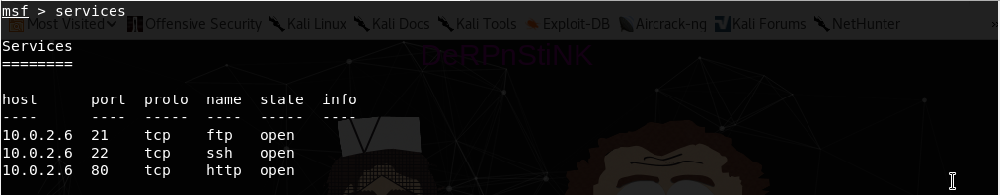 msf > services
Most Visited Offensive Security Kali Linux Kali Docs Kali Tools Exploit-DB Aircrack-ng Kali Forums NetHunter »
Services
========
DeRPnStiNK
host port proto name state info
---- ---- ----- ---- ----- ----
10.0.2.6 21 tcp ftp open
10.0.2.6 22 tcp ssh open
10.0.2.6 80 tcp http open